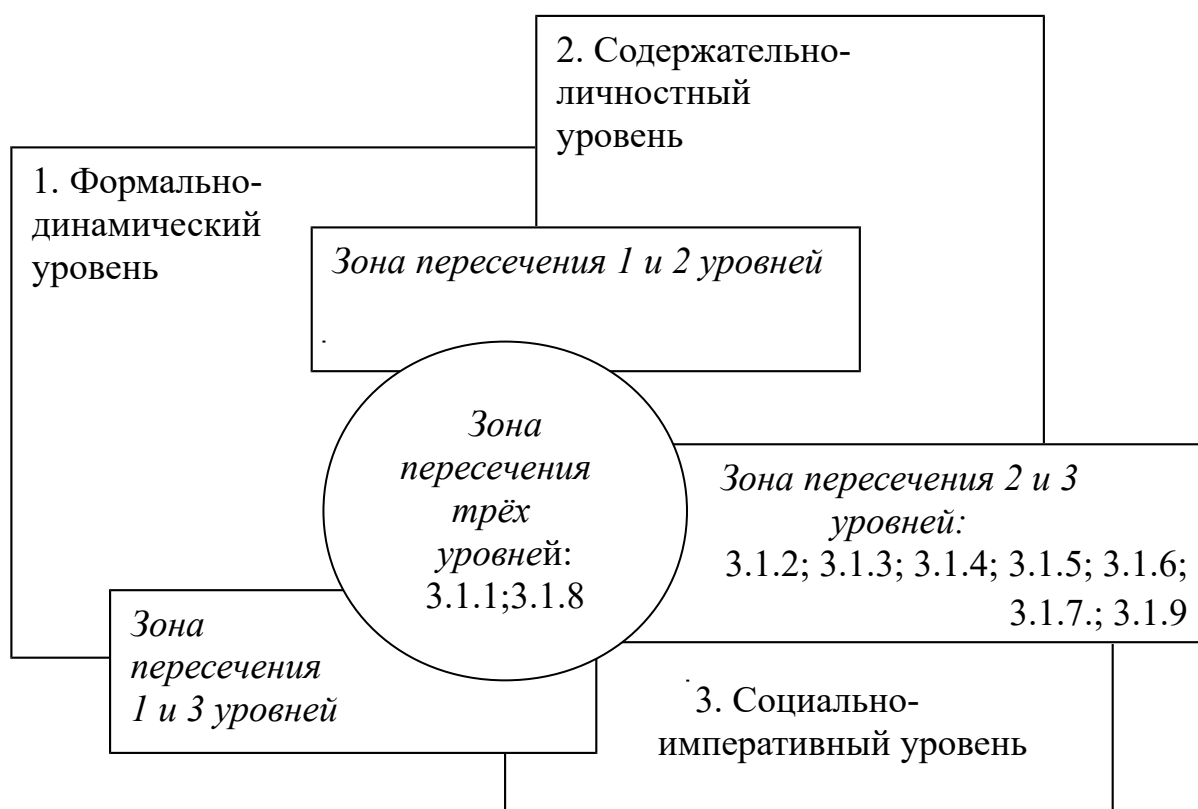 2. Содержательно-
личностный
уровень
1. Формально-
динамический
уровень
Зона пересечения 1 и 2 уровней
.
Зона
пересечения
трёх
уровней:
3.1.1;3.1.8
Зона пересечения 2 и 3
уровней:
3.1.2; 3.1.3; 3.1.4; 3.1.5; 3.1.6;
3.1.7.; 3.1.9
Зона
пересечения
1 и 3 уровней
.
3. Социально-
императивный уровень